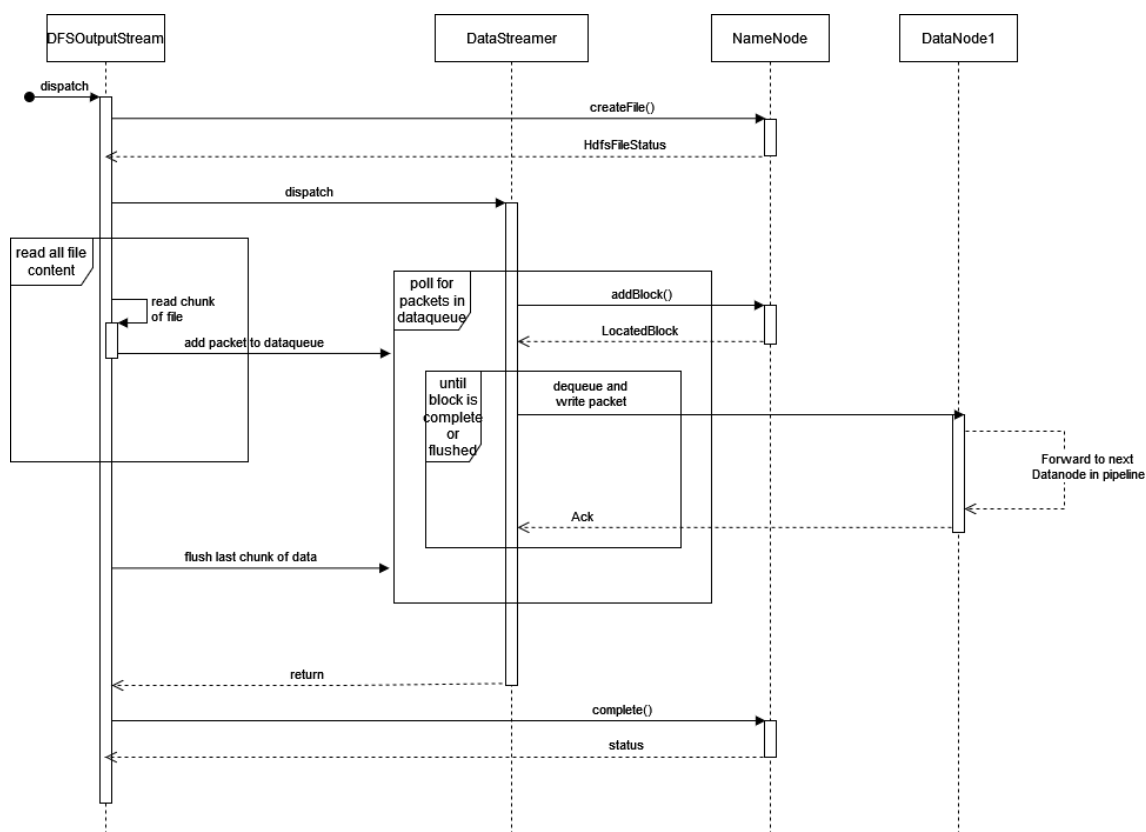 DFSOutputStream
DataStreamer
NameNode
DataNode1
dispatch
createFile()
HdfsFileStatus
dispatch
read all file
content
poll for
packets in
dataqueue
addBlock()
read chunk
of file
LocatedBlock
add packet to dataqueue
until
block is
complete
or
flushed
dequeue and
write packet
Forward to next
Datanode in pipeline
Ack
flush last chunk of data
return
complete()
status